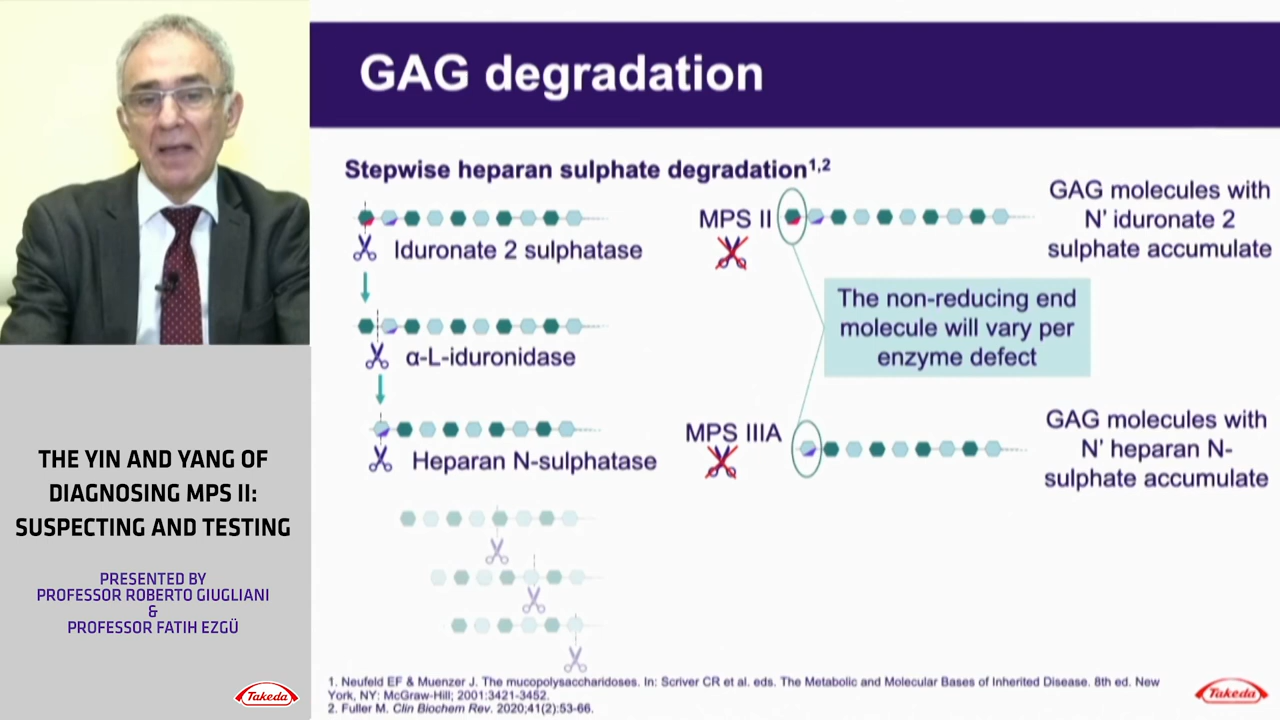 GAG degradation
Stepwise heparan sulphate degradation1,2
Iduronate 2 sulphatase
α-L-iduronidase
Heparan N-sulphatase
MPS II
GAG molecules with
N' iduronate 2
sulphate accumulate
The non-reducing end
molecule will vary per
enzyme defect
MPS IIIA
GAG molecules with
N' heparan N-
sulphate accumulate
THE YIN AND YANG OF
DIAGNOSING MPS II:
SUSPECTING AND TESTING
PRESENTED BY
PROFESSOR ROBERTO GIUGLIANI
&
PROFESSOR FATIH EZGÜ
Takeda
1. Neufeld EF & Muenzer J. The mucopolysaccharidoses. In: Scriver CR et al. eds. The Metabolic and Molecular Bases of Inherited Disease. 8th ed. New
York, NY: McGraw-Hill; 2001:3421-3452.
2. Fuller M. Clin Biochem Rev. 2020;41(2):53-66.
Takeda